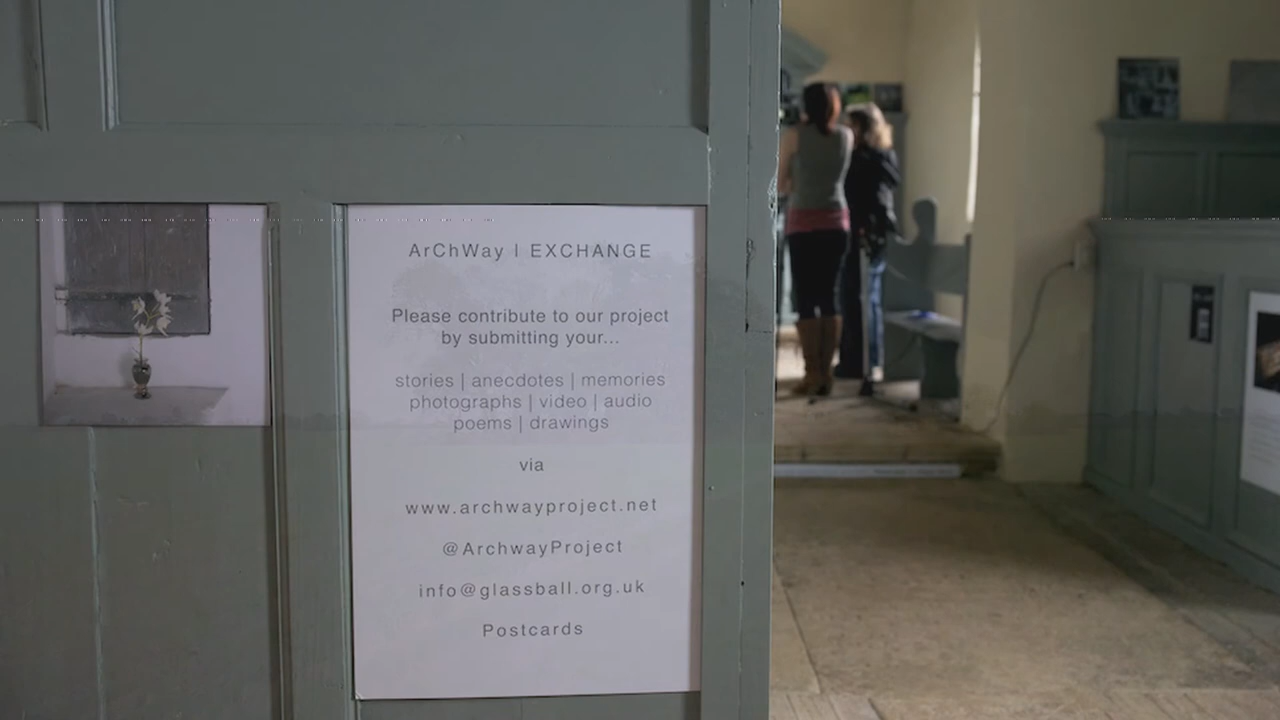 ArChWay | EXCHANGE
Please contribute to our project
by submitting your...
stories | anecdotes | memories
photographs | video | audio
poems | drawings
via
www.archwayproject.net
@ArchwayProject
info@glassball.org.uk
Postcards